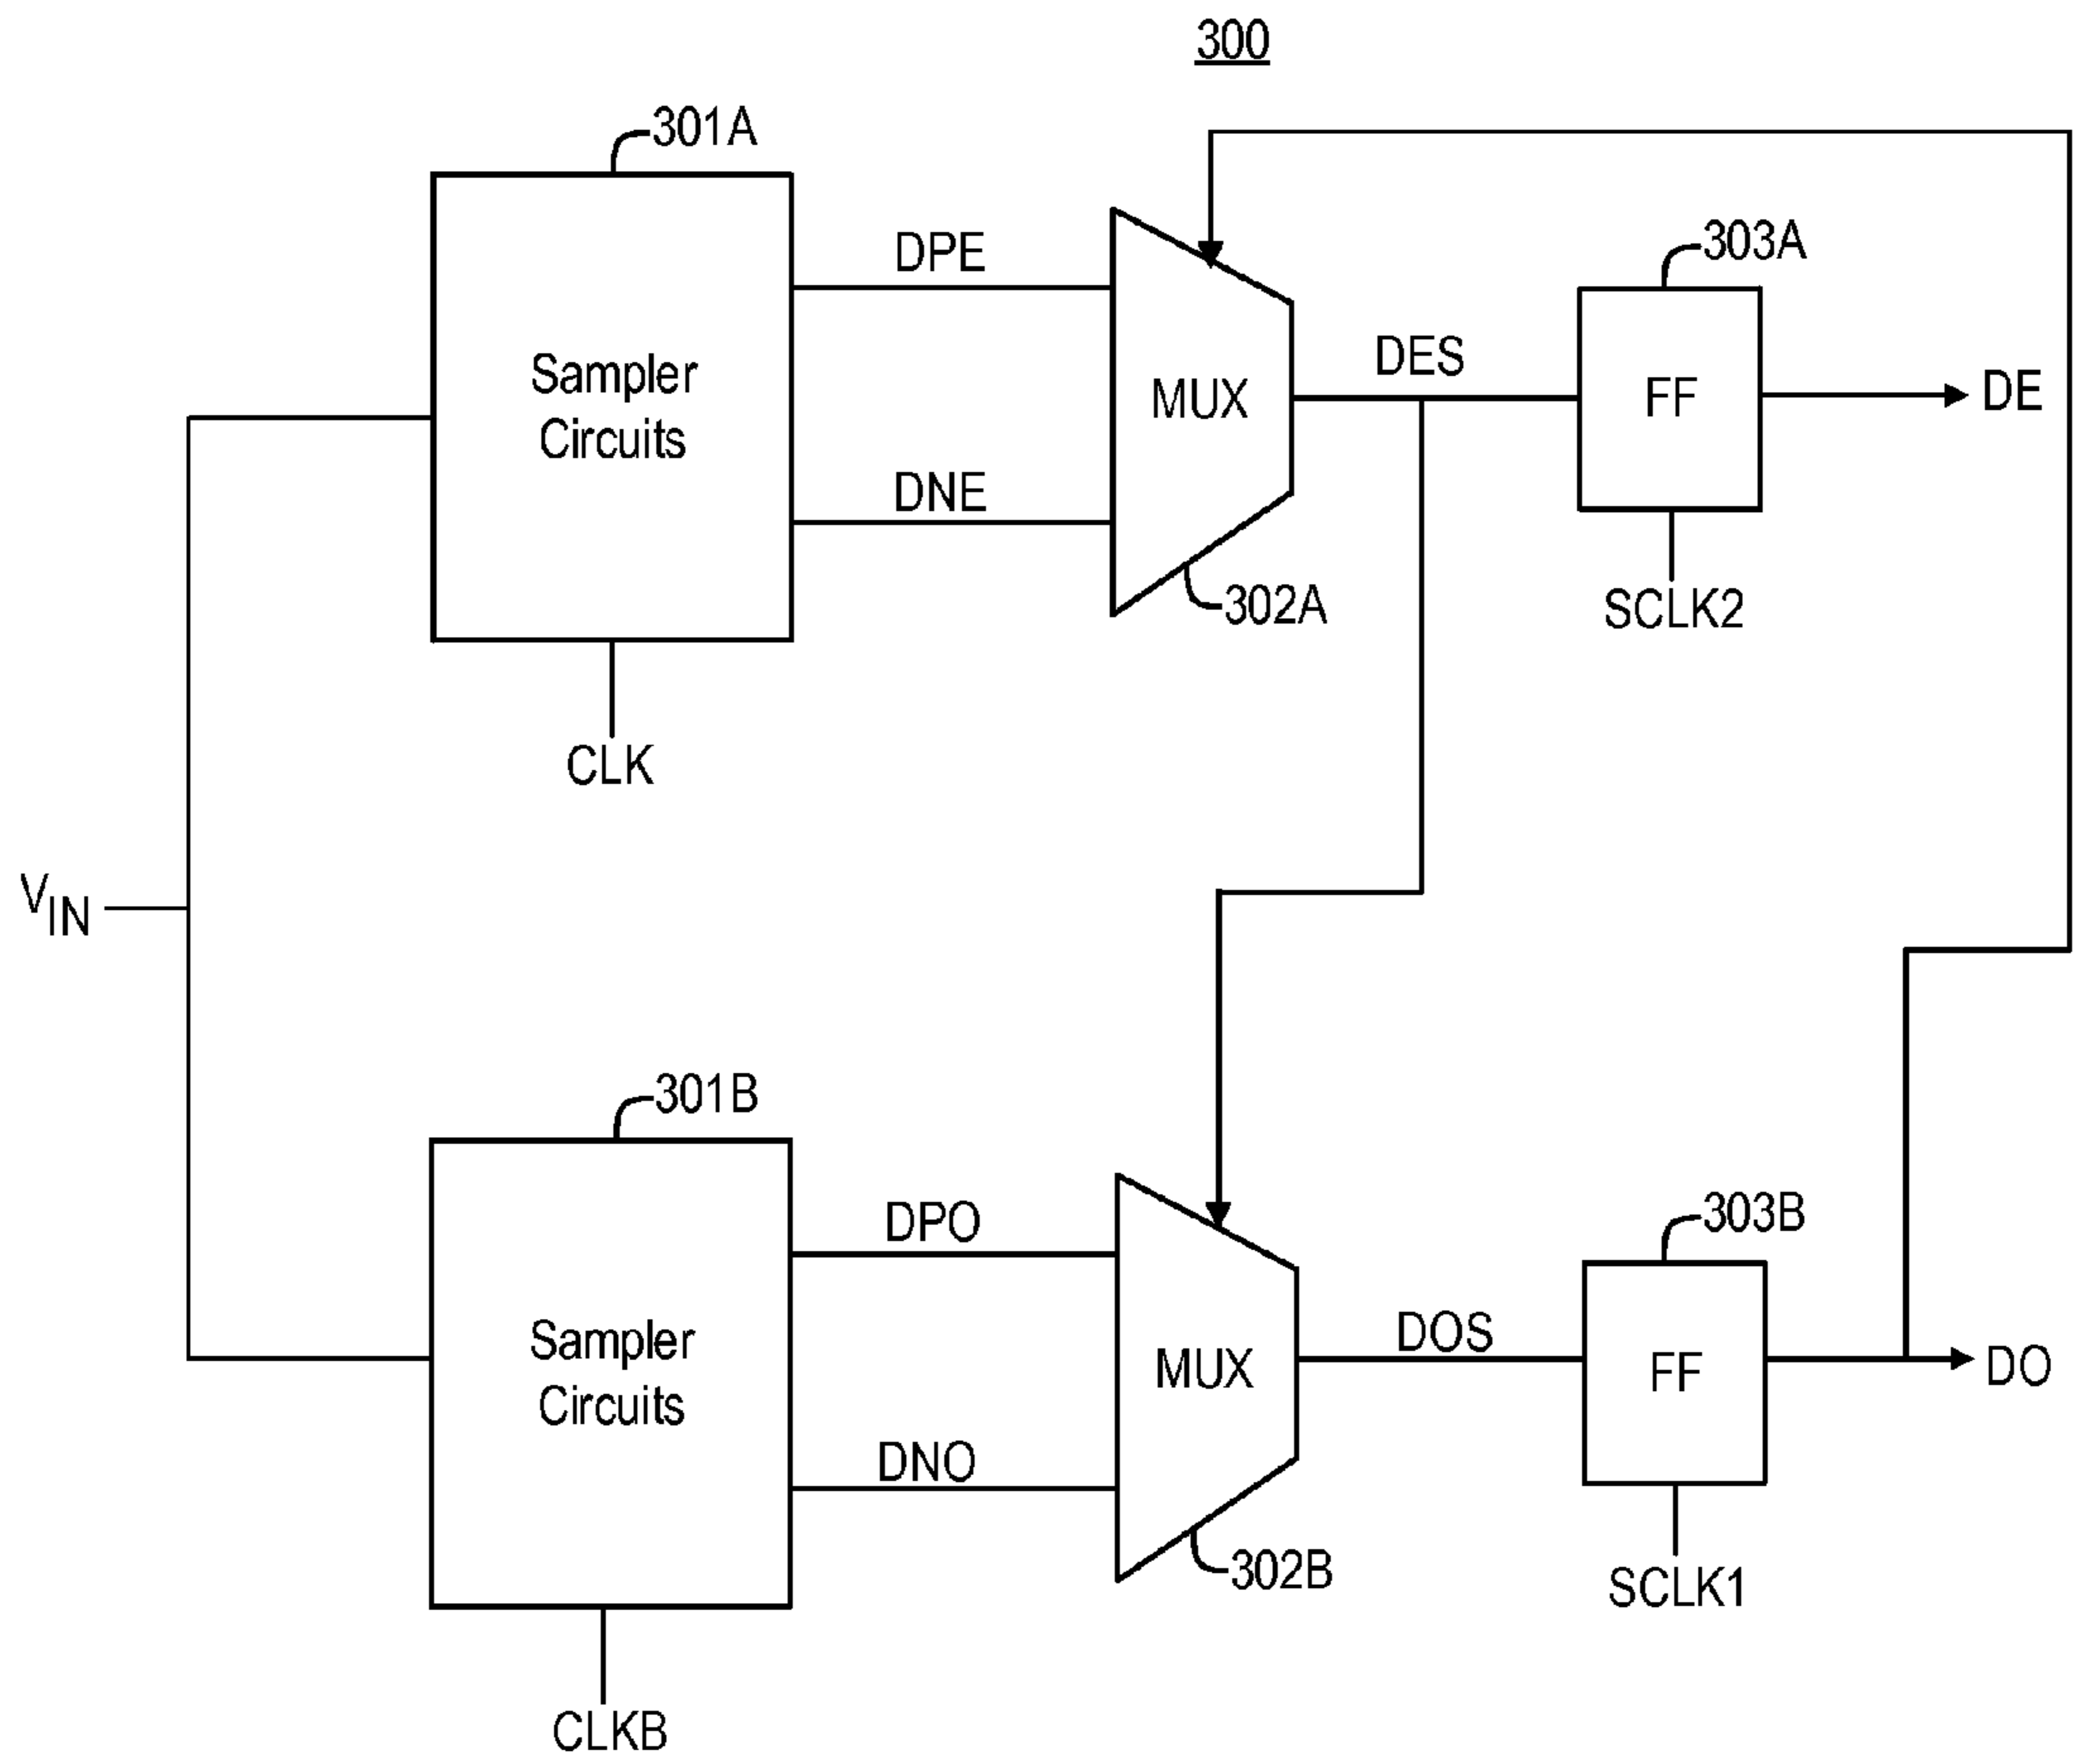 300
301A
Sampler
Circuits
CLK
DPE
DNE
MUX
302A
DES
303A
FF
SCLK2
DE
VIN
301B
Sampler
Circuits
CLKB
DPO
DNO
MUX
302B
DOS
303B
FF
SCLK1
DO